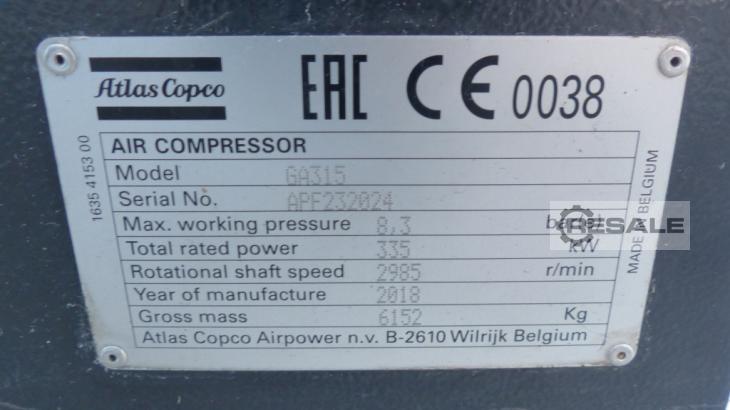 Atlas Copco EAC CE 0038
AIR COMPRESSOR
Model GA315
Serial No. APF232024
Max. working pressure 8,3
Total rated power 335 kW
Rotational shaft speed 2985 r/min
Year of manufacture 2018
Gross mass 6152 Kg
Atlas Copco Airpower n.v. B-2610 Wilrijk Belgium
1635 4153 00
MADE IN BELGIUM
RESALE